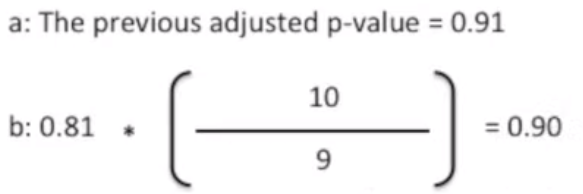 a: The previous adjusted p-value = 0.91
10
b: 0.81 * ( ) = 0.90
9